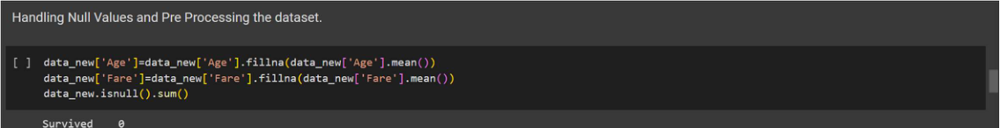 Handling Null Values and Pre Processing the dataset.
[ ] data_new['Age']=data_new['Age'].fillna(data_new['Age'].mean())
data_new['Fare']=data_new['Fare'].fillna(data_new['Fare'].mean())
data_new.isnull().sum()
Survived 0